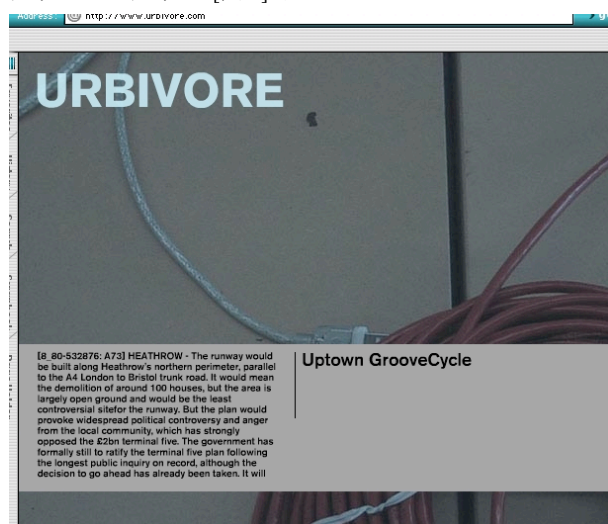 Address: http://www.urbivore.com
URBIVORE
[8_80-532876: A73] HEATHROW - The runway would
be built along Heathrow's northern perimeter, parallel
to the A4 London to Bristol trunk road. It would mean
the demolition of around 100 houses, but the area is
largely open ground and would be the least
controversial sitefor the runway. But the plan would
provoke widespread political controversy and anger
from the local community, which has strongly
opposed the £2bn terminal five. The government has
formally still to ratify the terminal five plan following
the longest public inquiry on record, although the
decision to go ahead has already been taken. It will
Uptown GrooveCycle